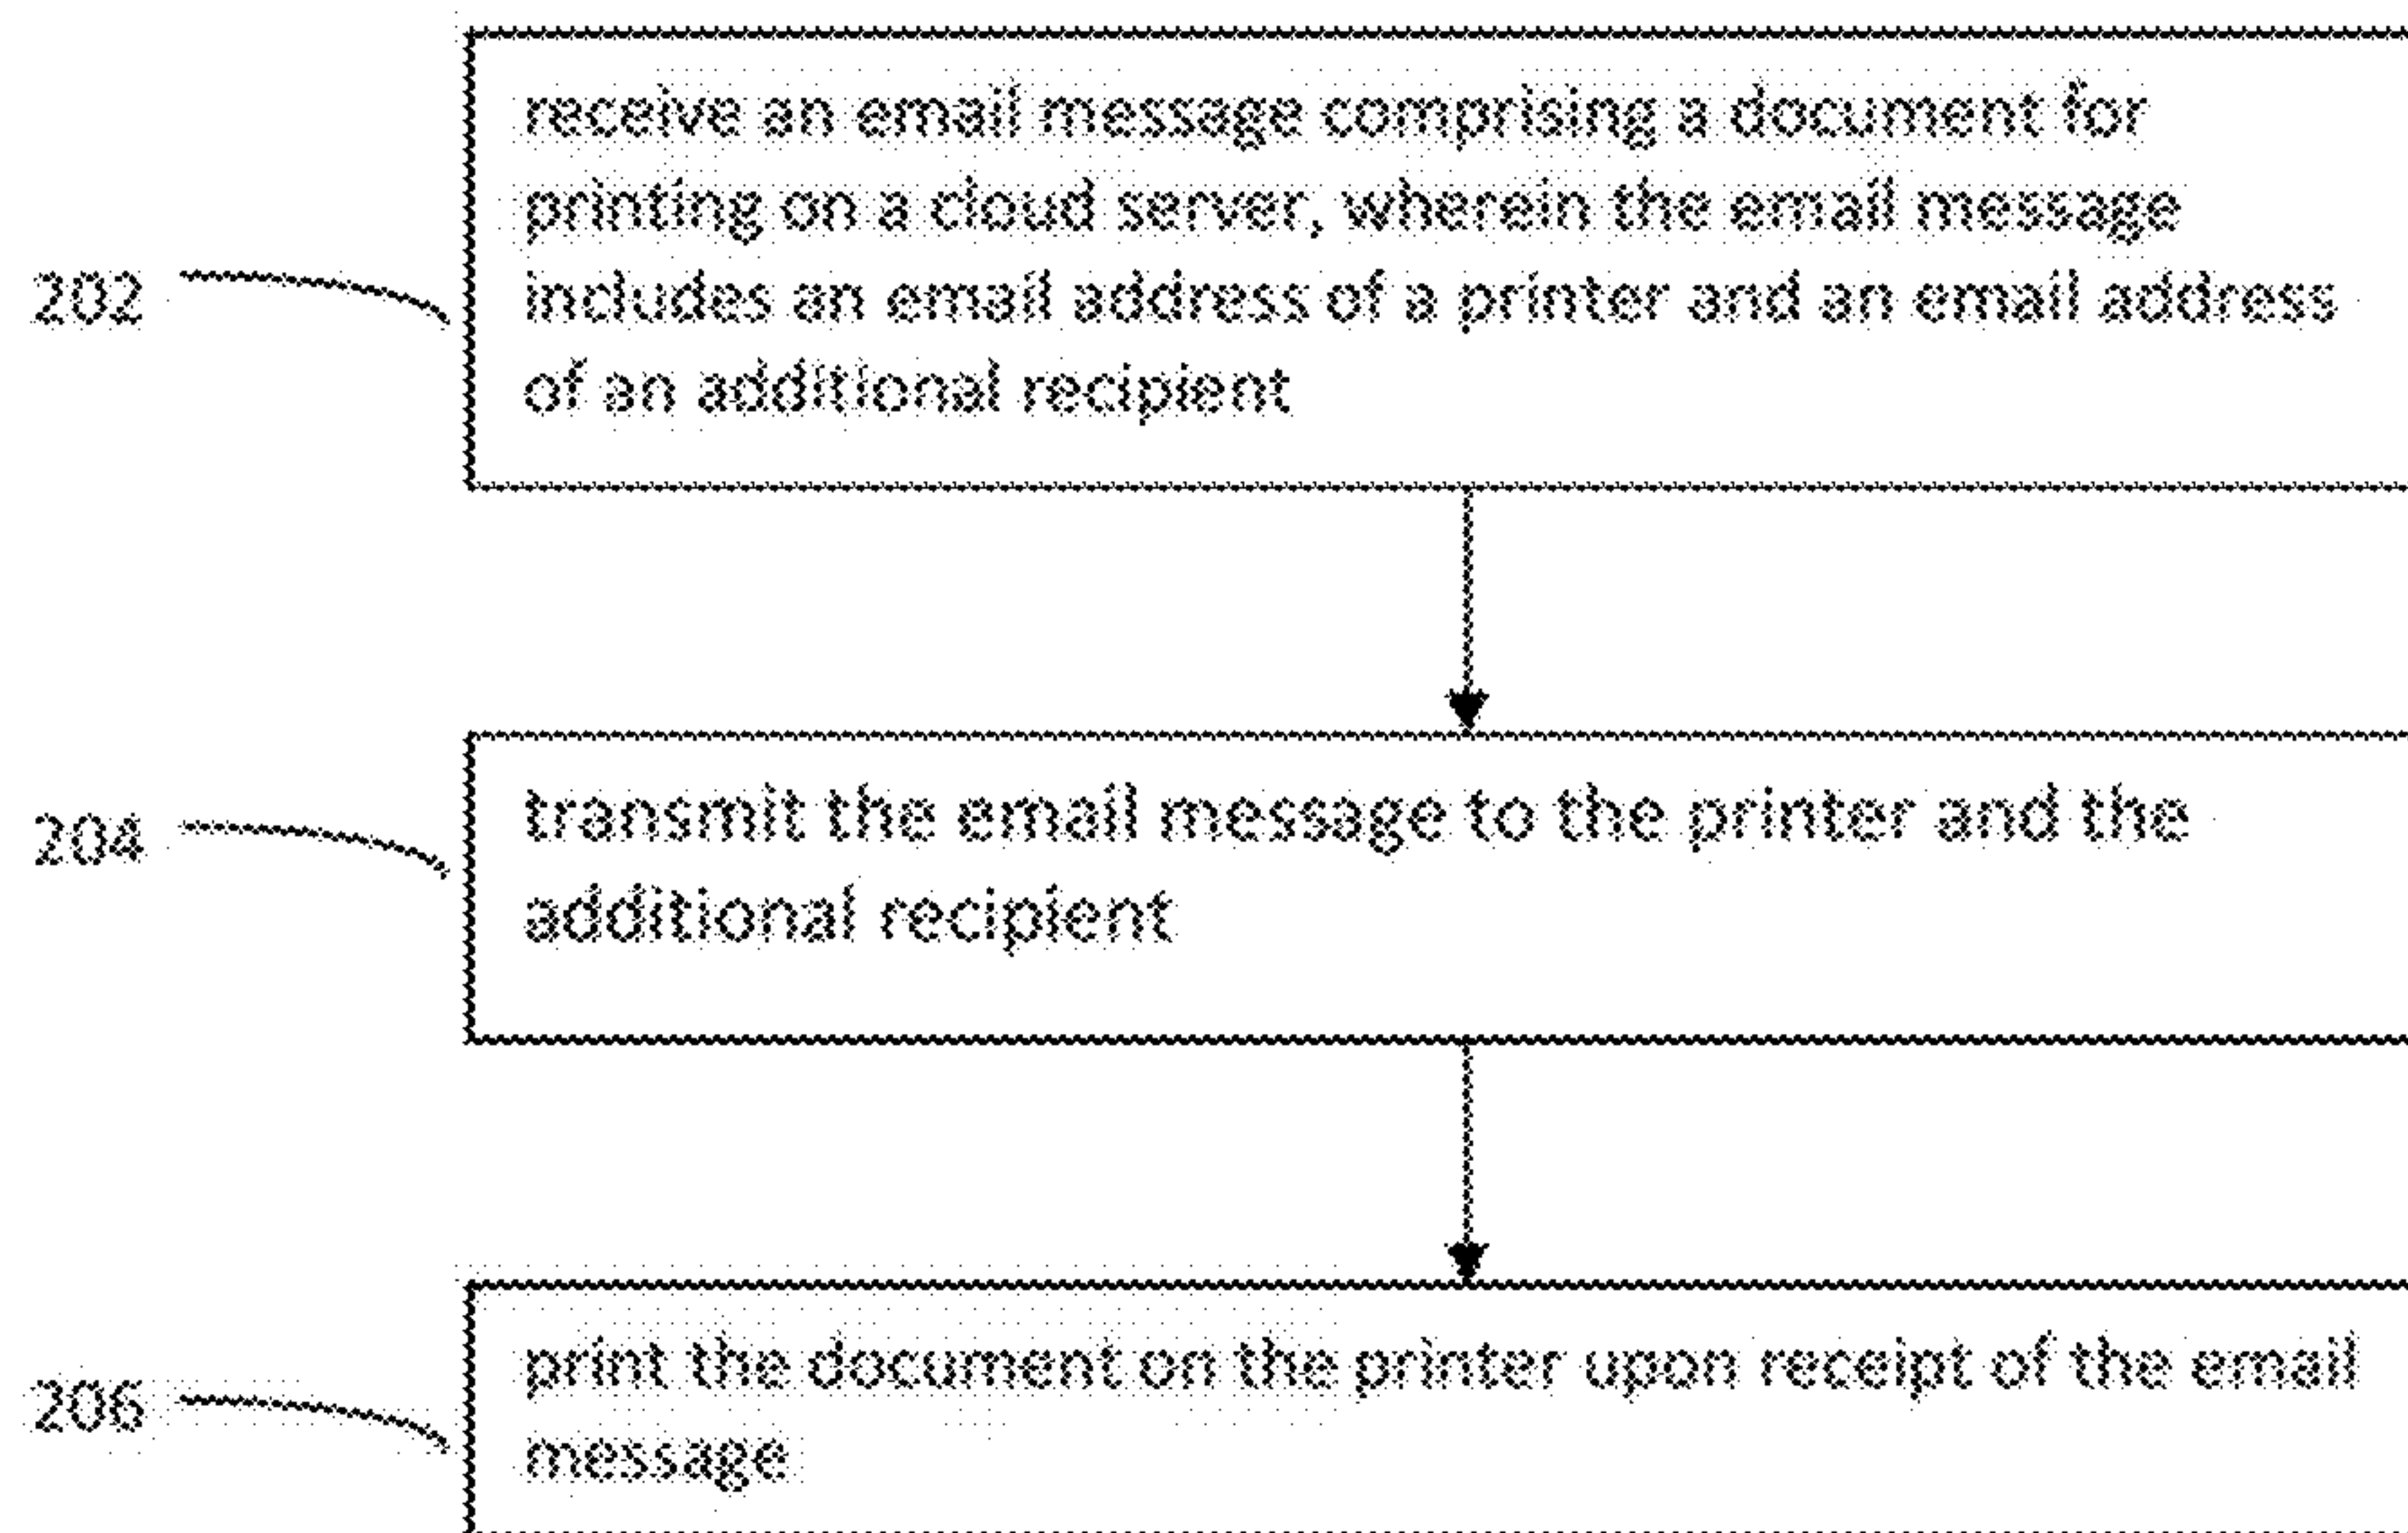 receive an email message comprising a document for
printing on a cloud server, wherein the email message
202
includes an email address of a printer and an email address
of an additional recipient
204
transmit the email message to the printer and the
additional recipient
206
print the document on the printer upon receipt of the email
message